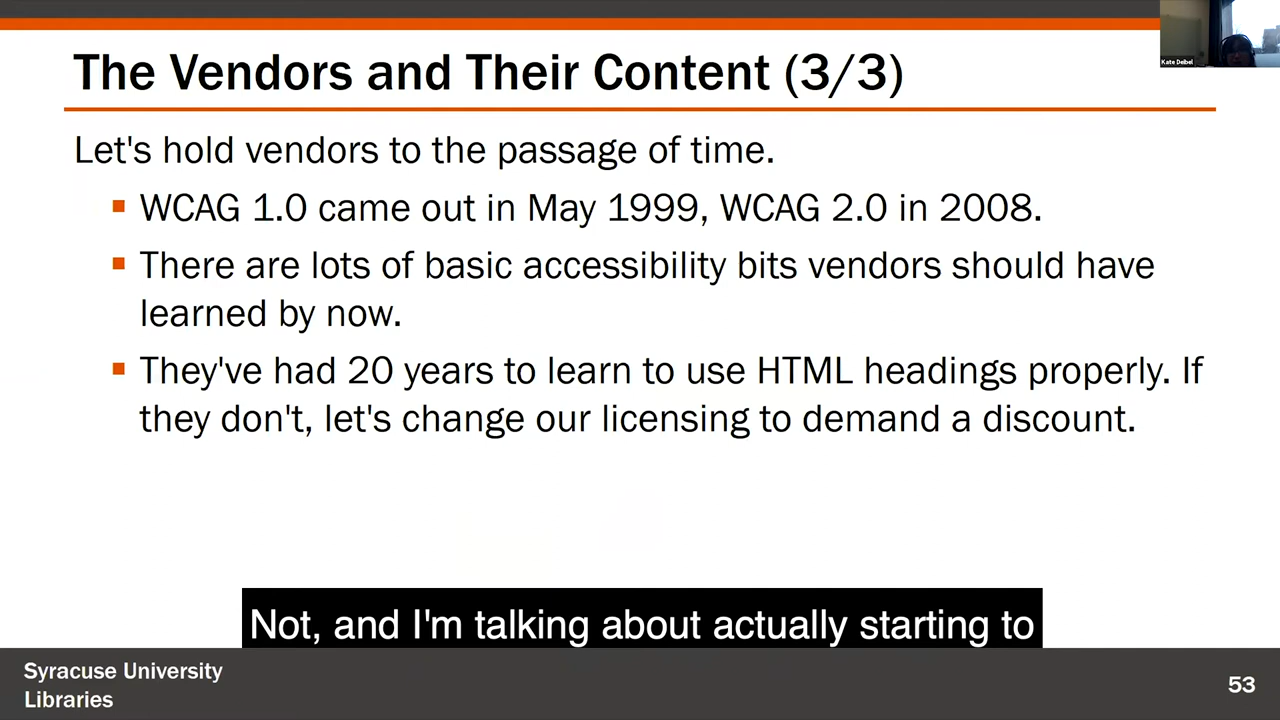 The Vendors and Their Content (3/3)
Kate Deibel
Let's hold vendors to the passage of time.
▪ WCAG 1.0 came out in May 1999, WCAG 2.0 in 2008.
▪ There are lots of basic accessibility bits vendors should have
learned by now.
▪ They've had 20 years to learn to use HTML headings properly. If
they don't, let's change our licensing to demand a discount.
Not, and I'm talking about actually starting to
Syracuse University
Libraries
53